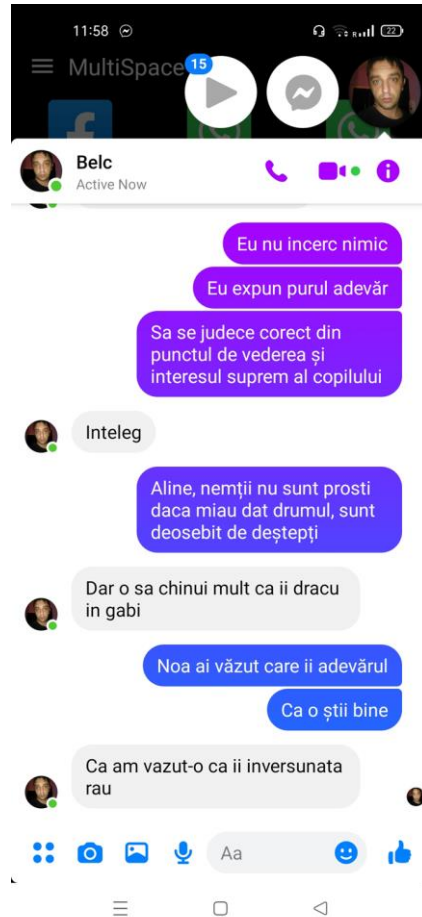 11:58
22
MultiSpace
15
Belc
Active Now
Eu nu incerc nimic
Eu expun purul adevăr
Sa se judece corect din
punctul de vederea și
interesul suprem al copilului
Inteleg
Aline, nemții nu sunt prosti
daca miau dat drumul, sunt
deosebit de deștepți
Dar o sa chinui mult ca ii dracu
in gabi
Noa ai văzut care ii adevărul
Ca o știi bine
Ca am vazut-o ca ii inversunata
rau
Aa